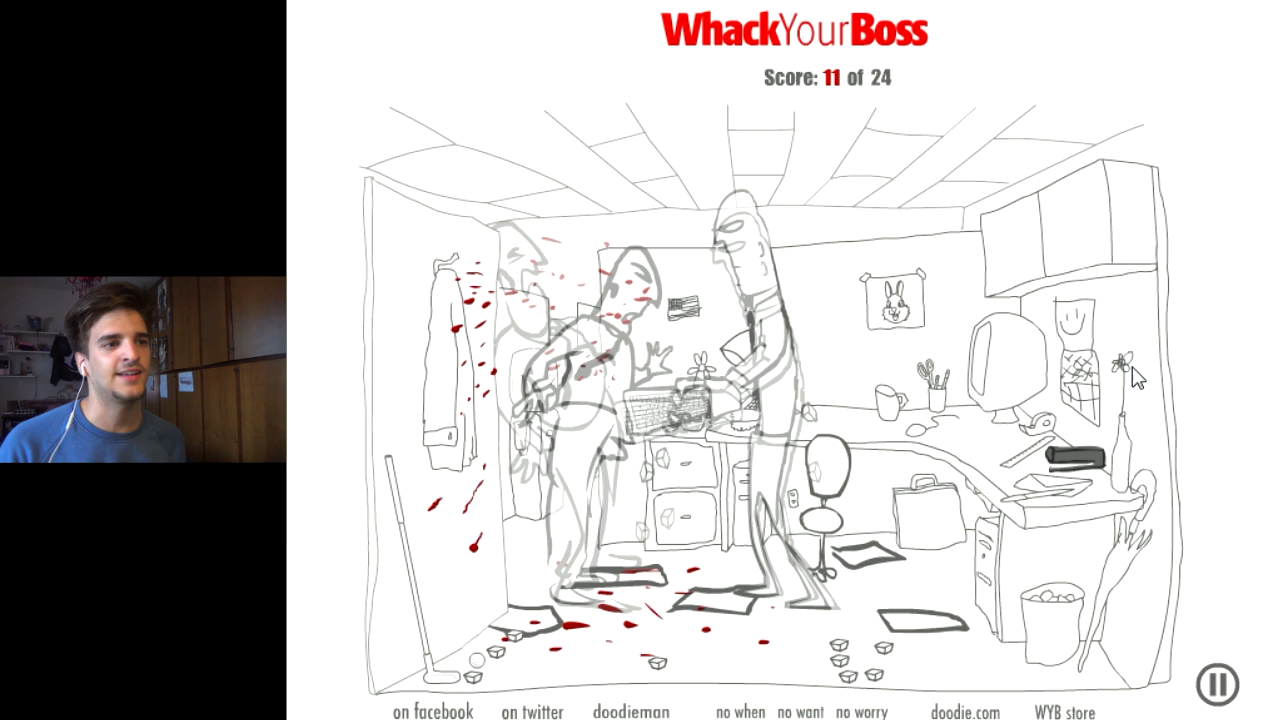 WhackYourBoss
Score: 11 of 24
on facebook on twitter doodieman no when no want no worry doodie.com WYB store